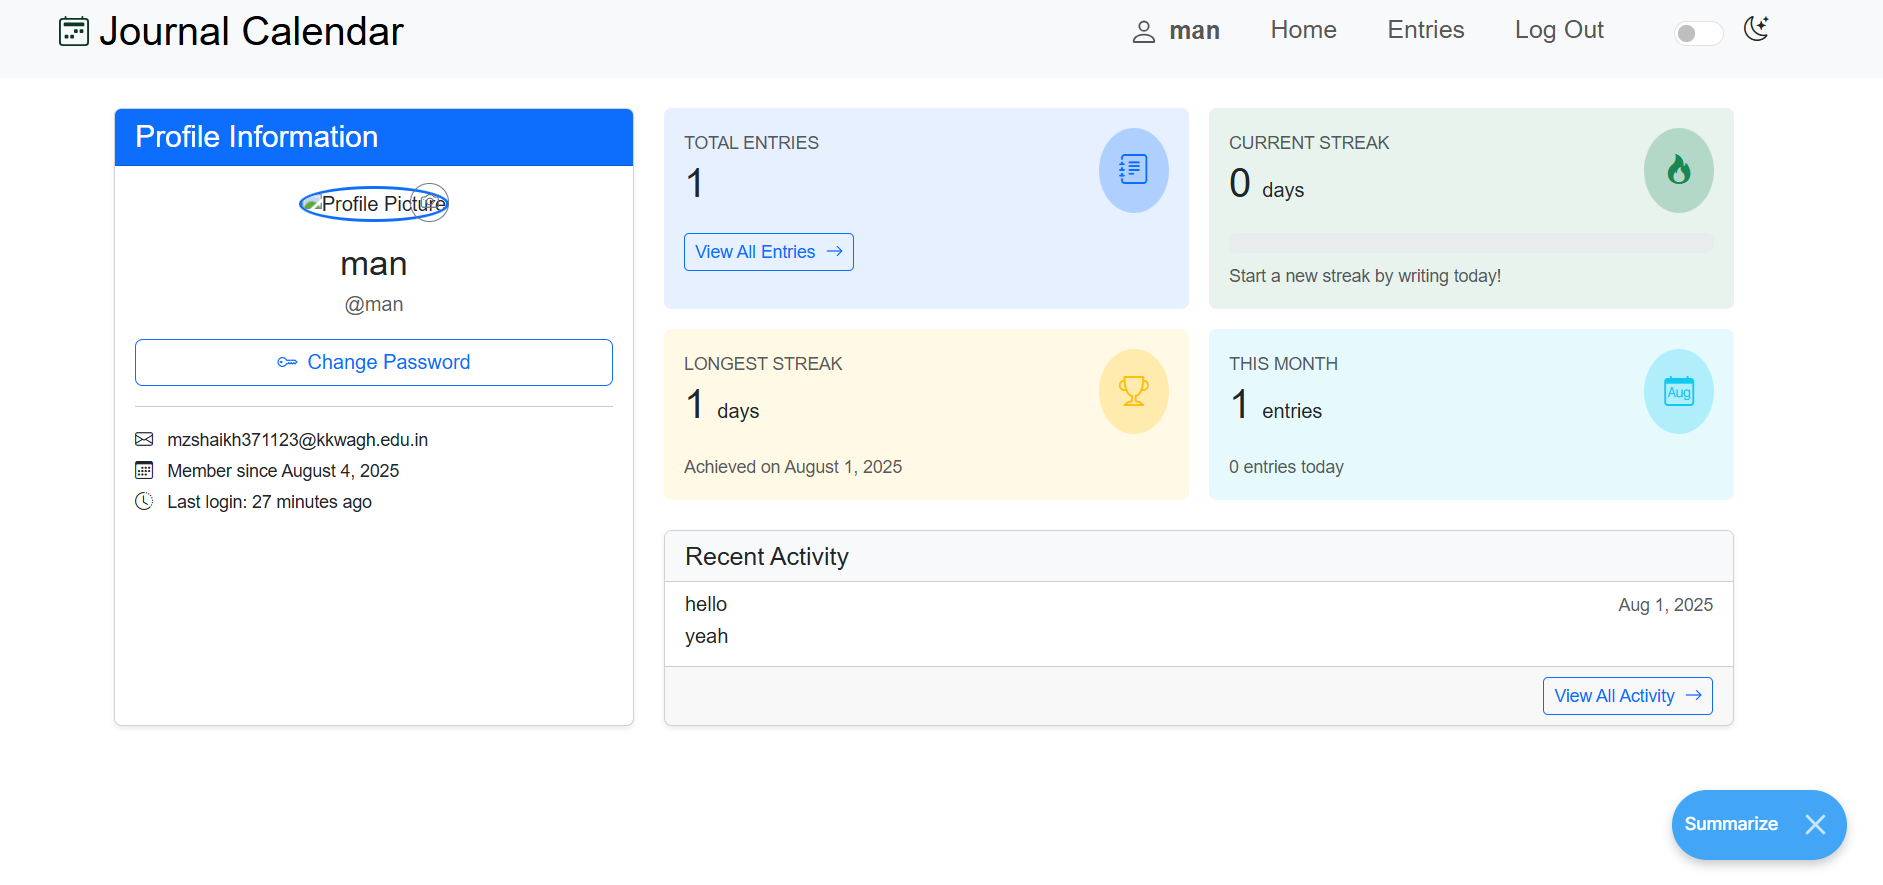 Journal Calendar
man
Home
Entries
Log Out
Profile Information
Profile Picture
man
@man
Change Password
mzshaikh371123@kkwagh.edu.in
Member since August 4, 2025
Last login: 27 minutes ago
TOTAL ENTRIES
1
View All Entries
CURRENT STREAK
0 days
Start a new streak by writing today!
LONGEST STREAK
1 days
Achieved on August 1, 2025
THIS MONTH
1 entries
Aug
0 entries today
Recent Activity
hello
Aug 1, 2025
yeah
View All Activity
Summarize